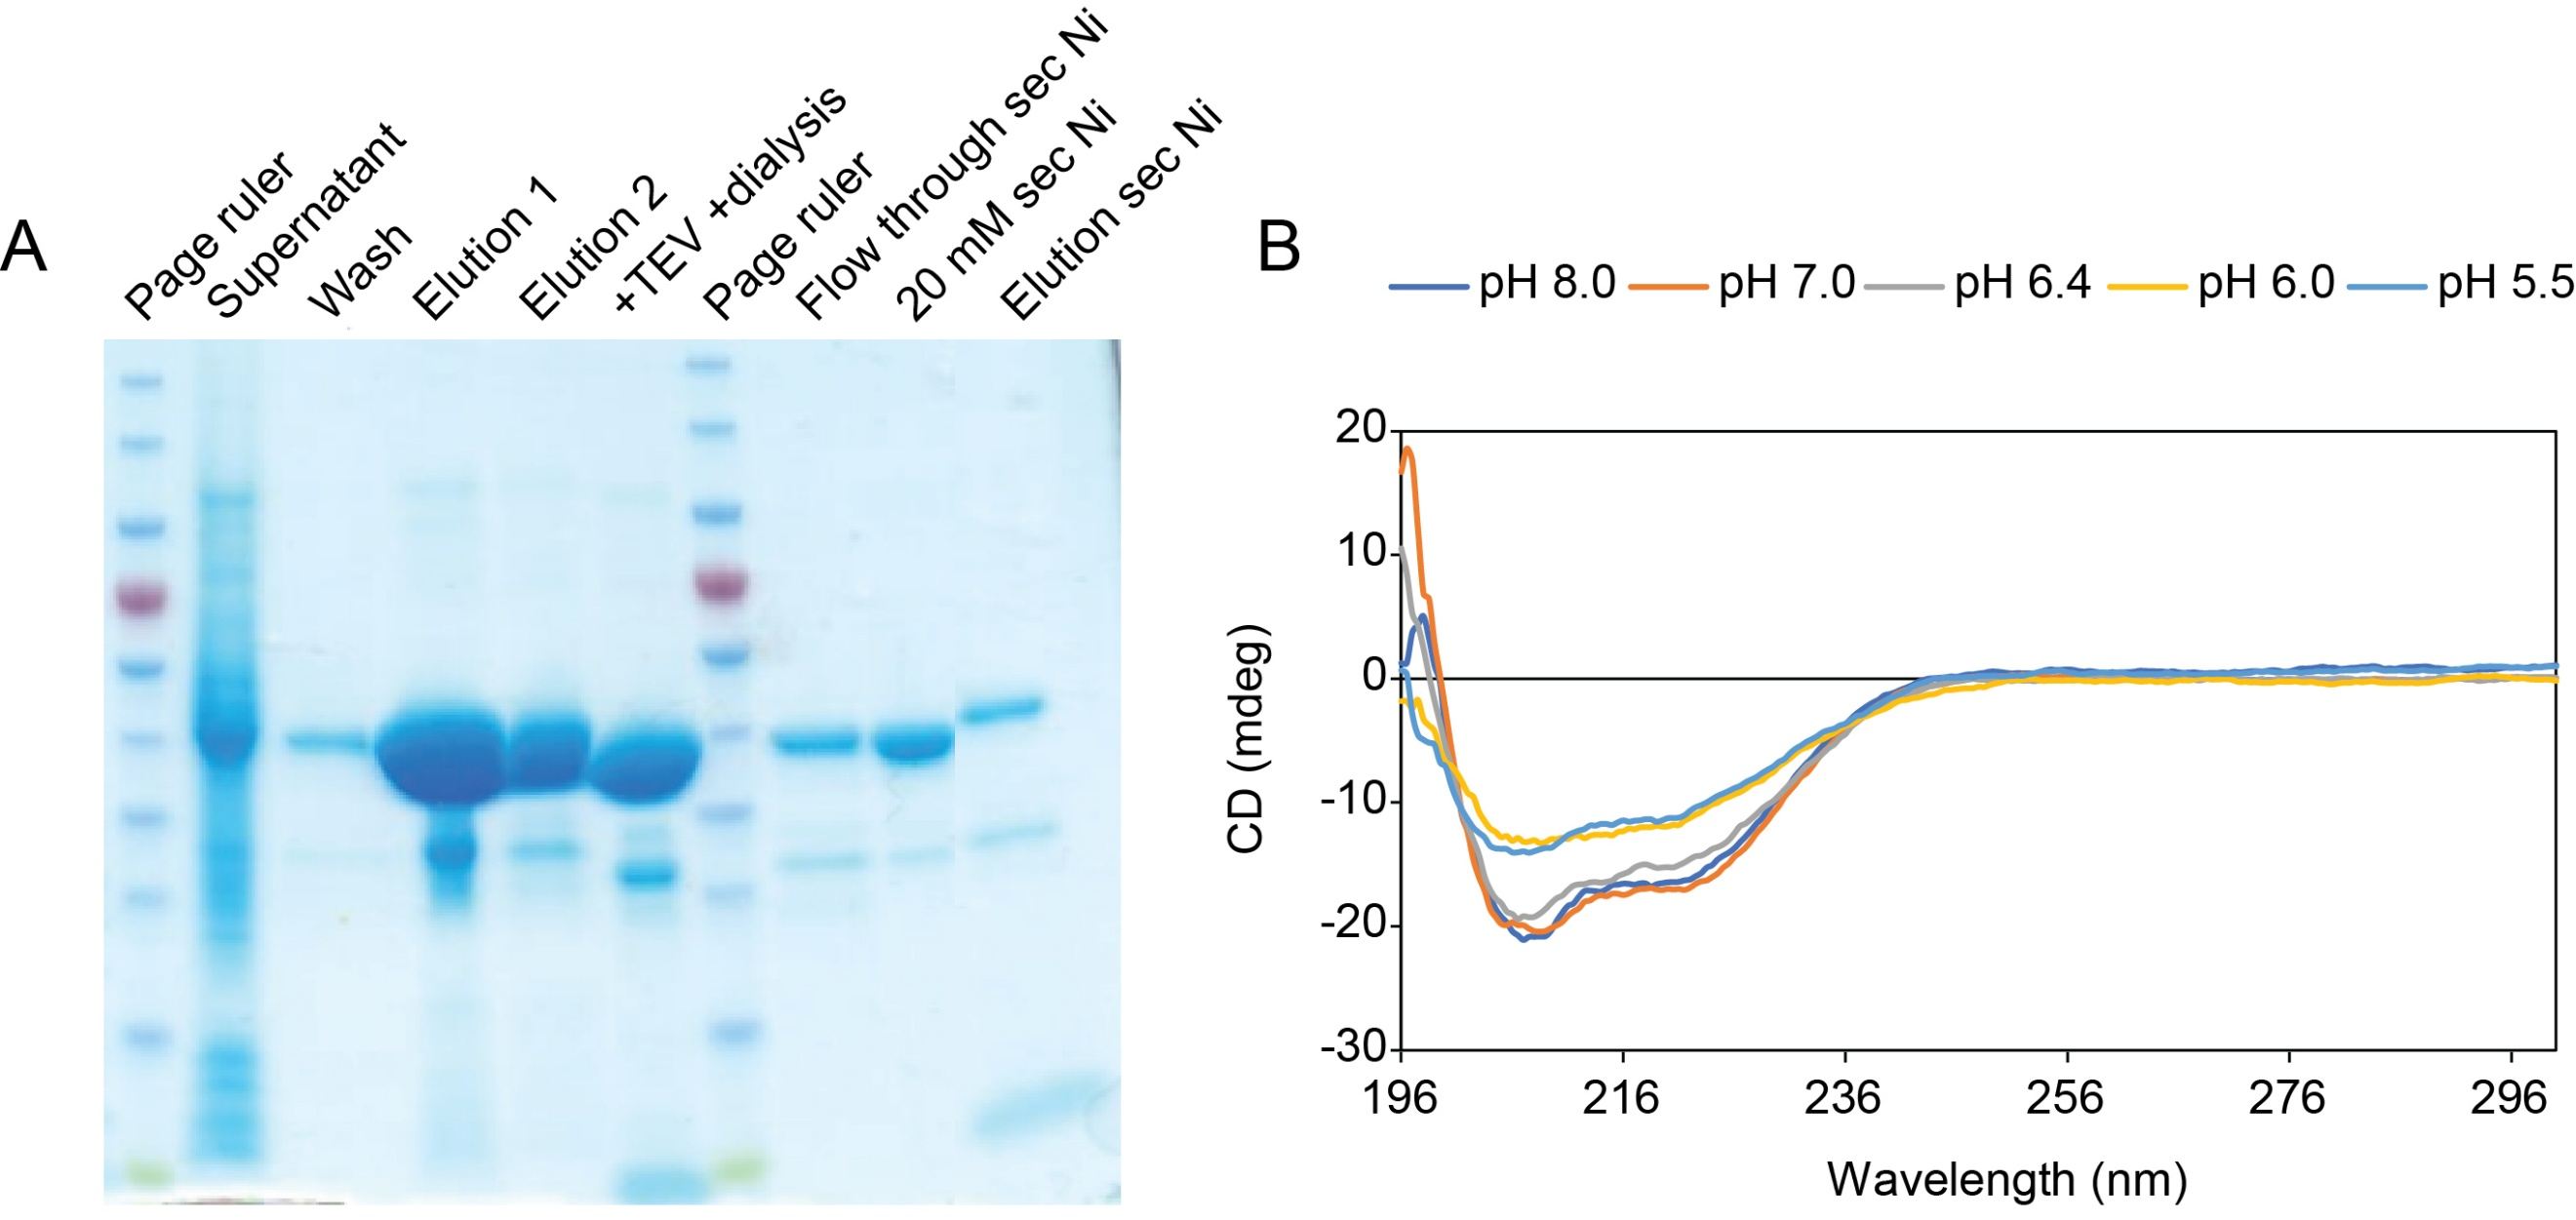 A
Page ruler
Supernatant
Wash
Elution 1
Elution 2
+TEV +dialysis
Page ruler
Flow through sec Ni
20 mM sec Ni
Elution sec Ni
B
pH 8.0 pH 7.0 pH 6.4 pH 6.0 pH 5.5
20
10
0
-10
-20
-30
CD (mdeg)
196 216 236 256 276 296
Wavelength (nm)